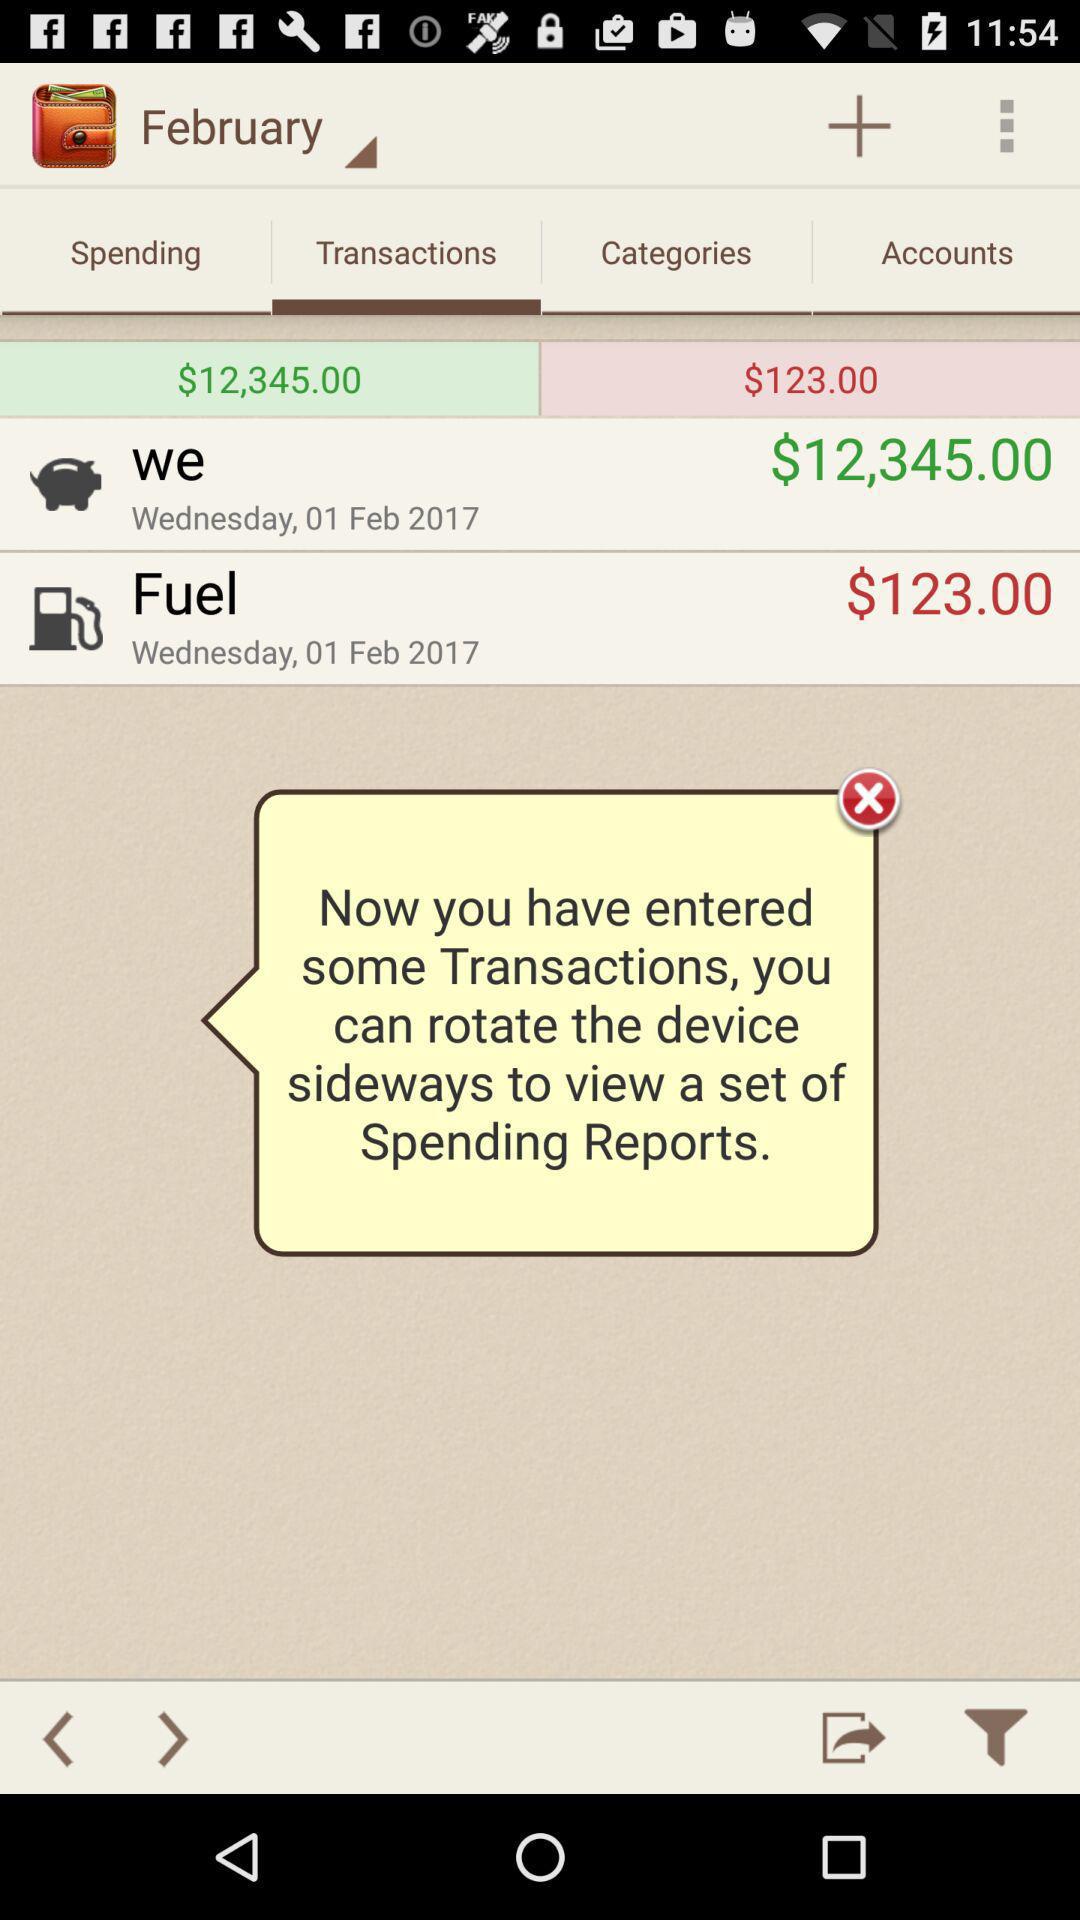 FAKE
11:54
February
Spending
Transactions
Categories
Accounts
$12,345.00
$123.00
we
$12,345.00
Wednesday, 01 Feb 2017
Fuel
$123.00
Wednesday, 01 Feb 2017
Now you have entered
some Transactions, you
can rotate the device
sideways to view a set of
Spending Reports.